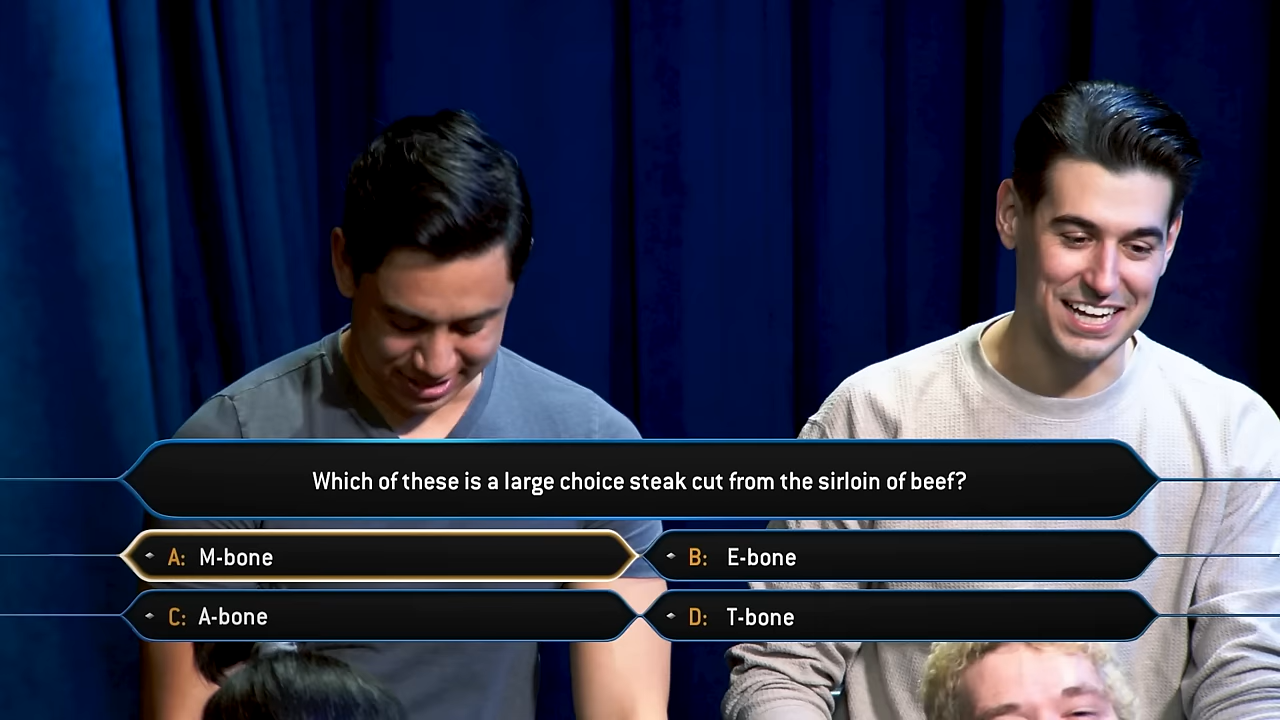 Which of these is a large choice steak cut from the sirloin of beef?
A: M-bone
B: E-bone
C: A-bone
D: T-bone